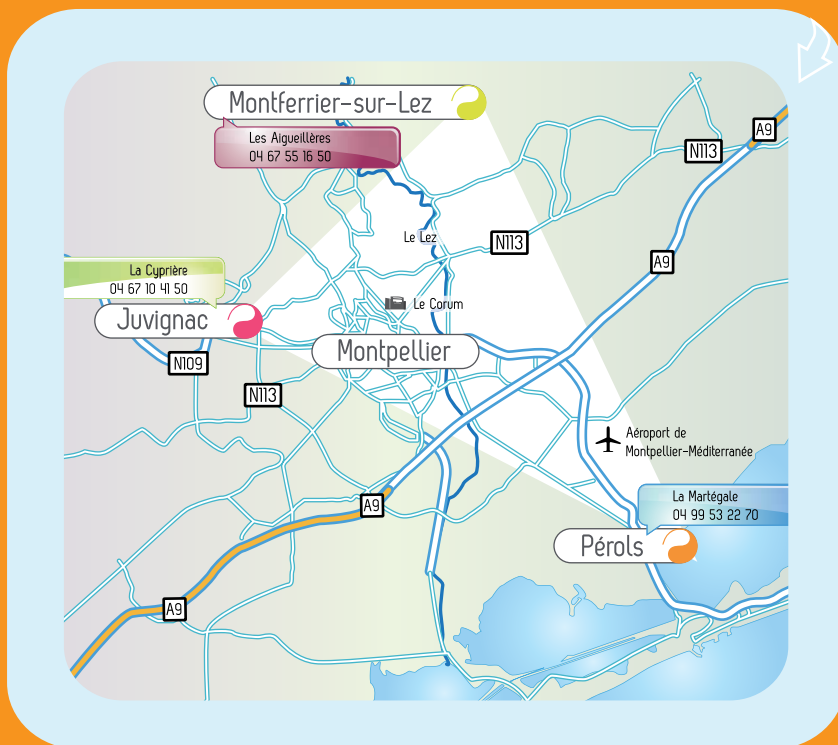 Montferrier-sur-Lez
Les Aigueillères
04 67 55 16 50
A9
N113
Le Lez
N113
A9
La Cyprière
04 67 10 41 50
Le Corum
Juvignac
Montpellier
N109
N113
Aéroport de
Montpellier-Méditerranée
A9
La Martégale
04 99 53 22 70
Pérols
A9